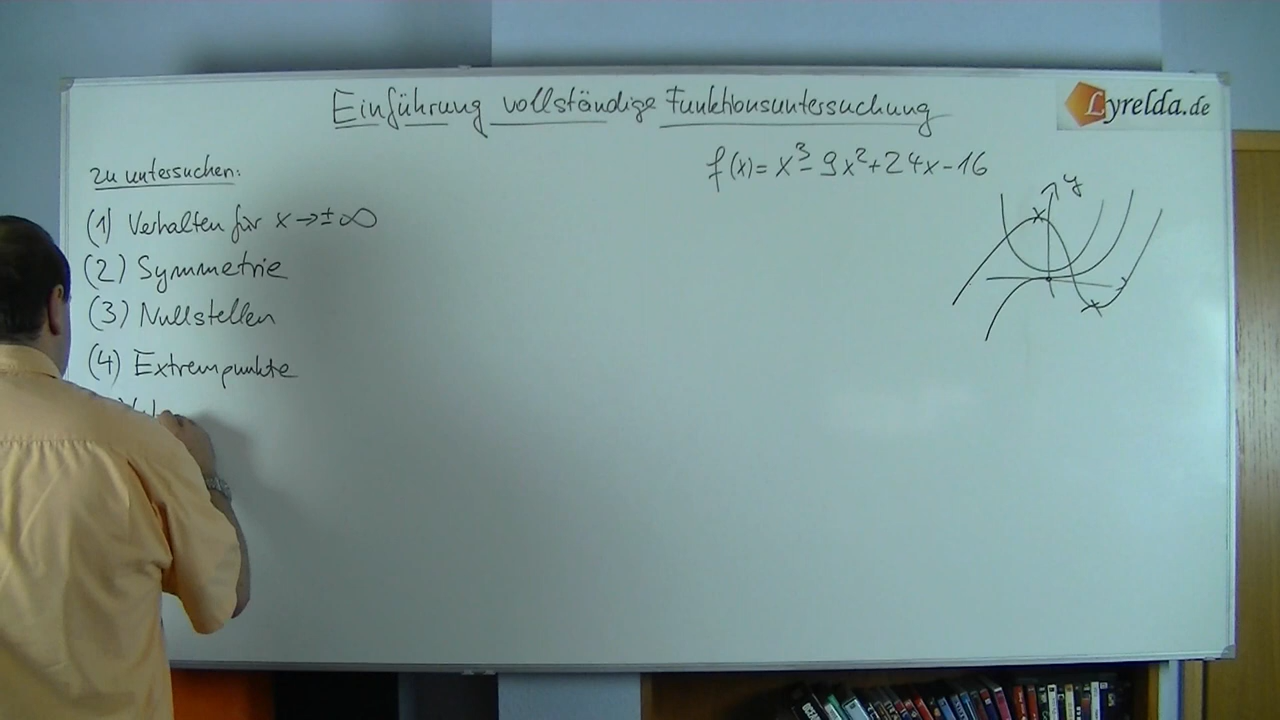 Einführung vollständige Funktionsuntersuchung
Lyrelda.de
f(x)= x³-9x²+24x-16
zu untersuchen:
(1) Verhalten für x→±∞
(2) Symmetrie
(3) Nullstellen
(4) Extrempunkte
y